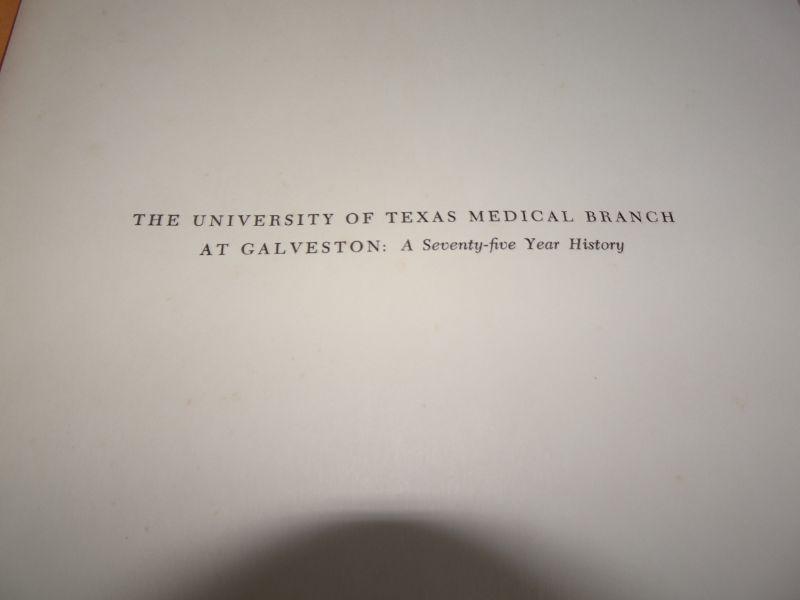 THE UNIVERSITY OF TEXAS MEDICAL BRANCH
AT GALVESTON: A Seventy-five Year History